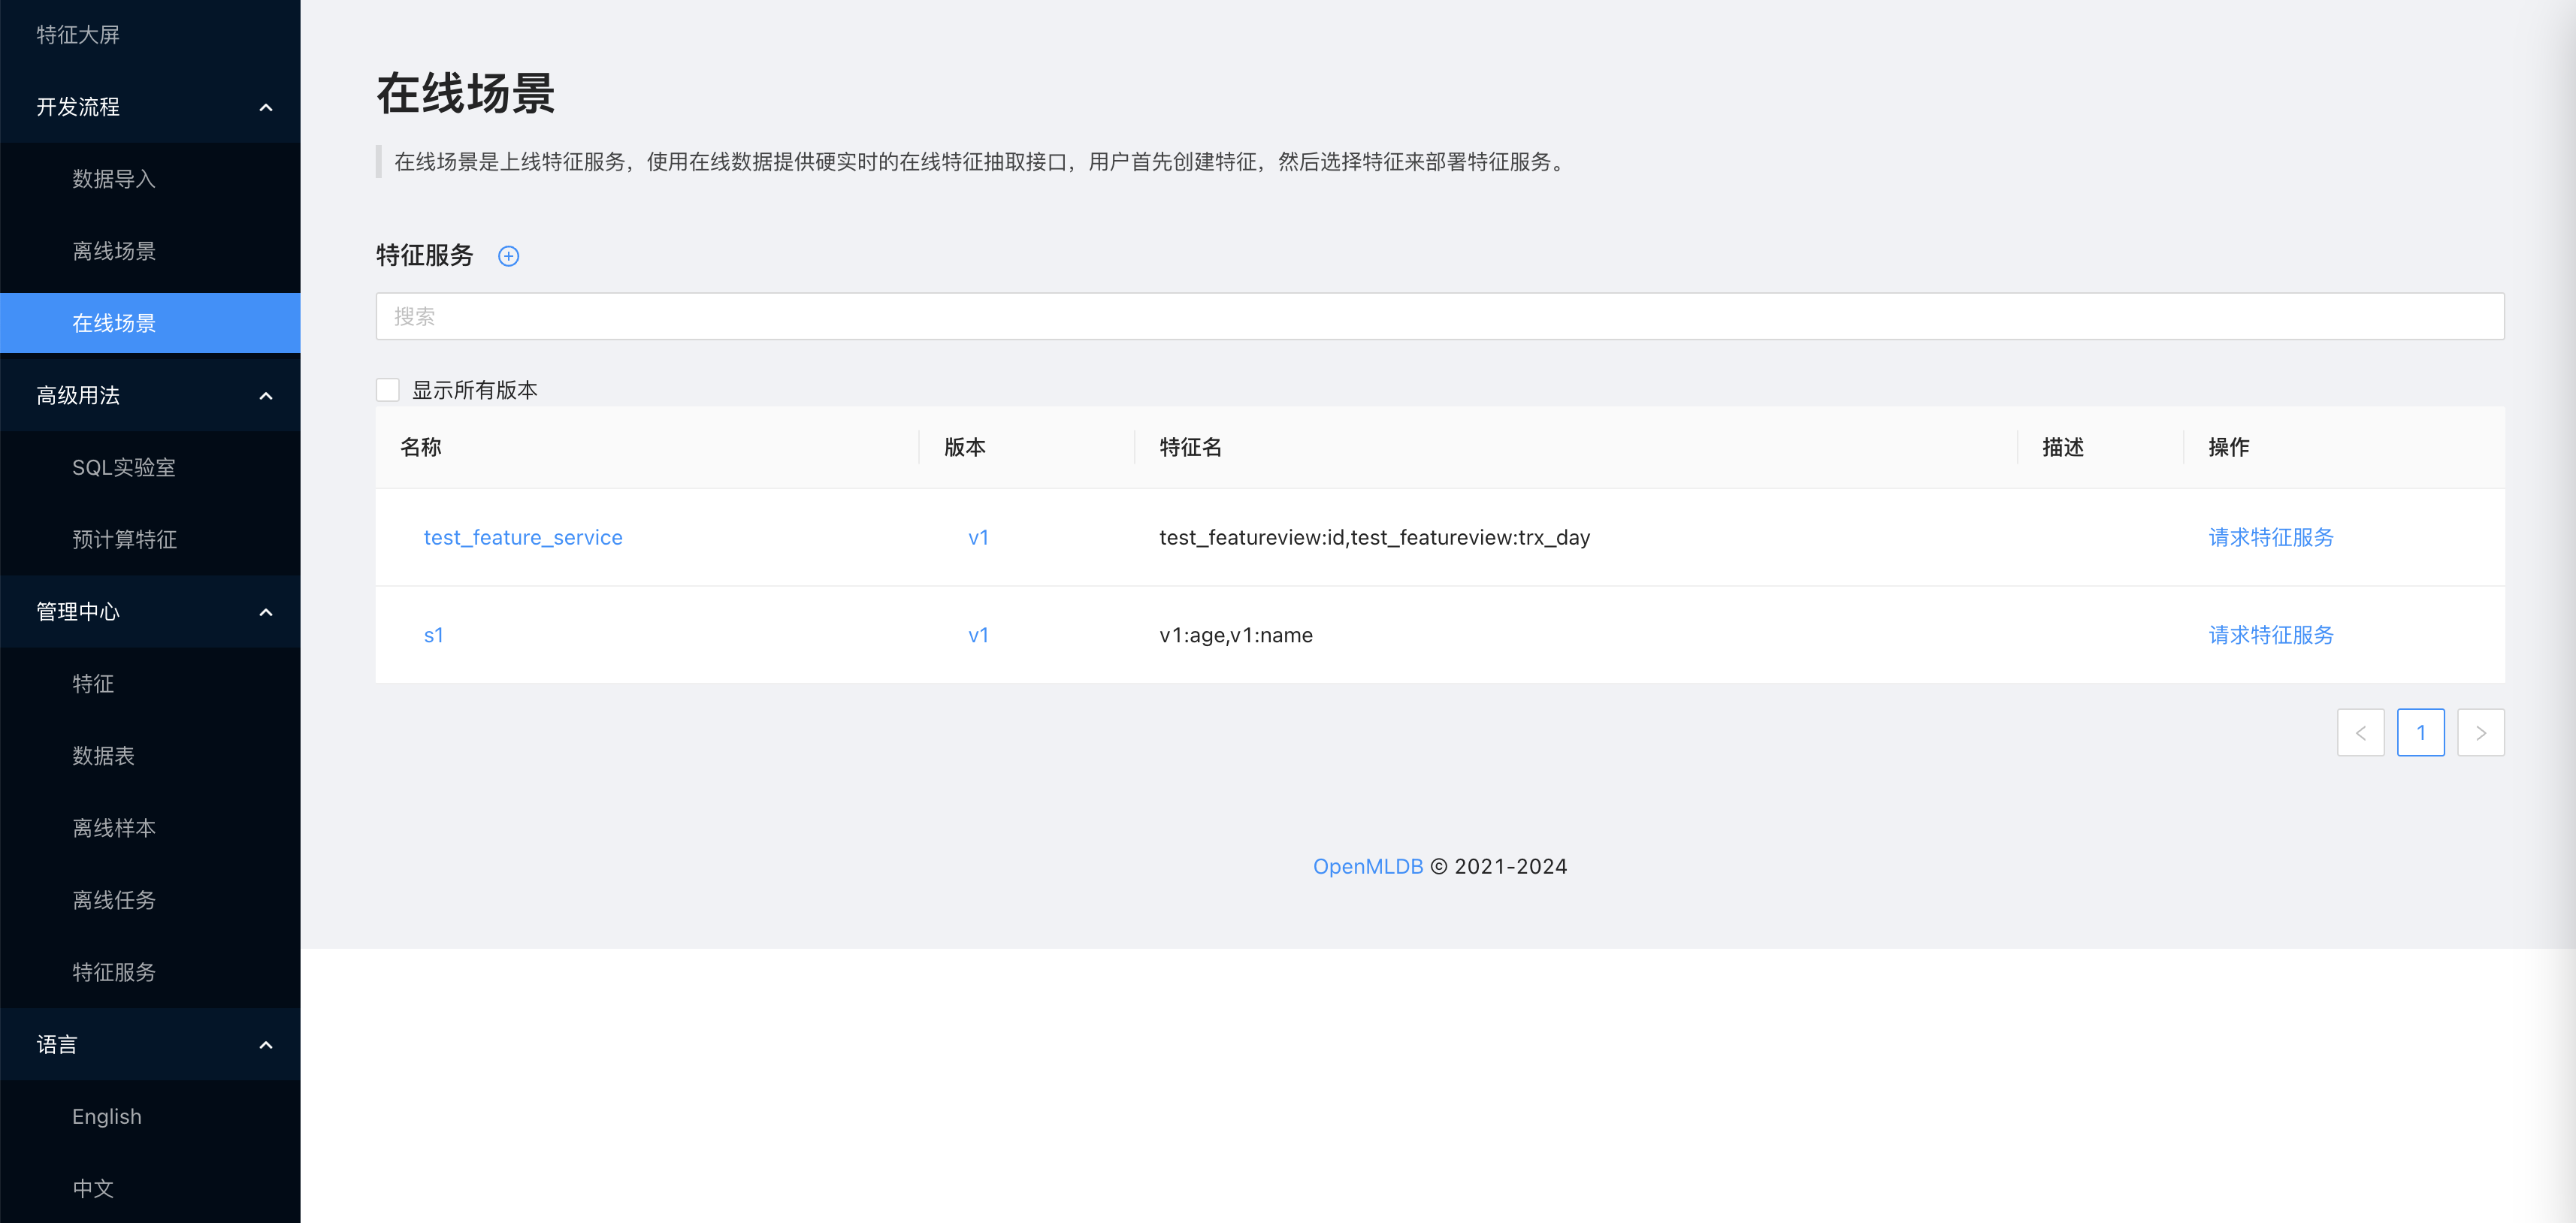 特征大屏
开发流程
数据导入
离线场景
在线场景
高级用法
SQL实验室
预计算特征
管理中心
特征
数据表
离线样本
离线任务
特征服务
语言
English
中文
在线场景
在线场景是上线特征服务，使用在线数据提供硬实时的在线特征抽取接口，用户首先创建特征，然后选择特征来部署特征服务。
特征服务
搜索
显示所有版本
名称 版本 特征名 描述 操作
test_feature_service v1 test_featureview:id,test_featureview:trx_day 请求特征服务
s1 v1 v1:age,v1:name 请求特征服务
< 1 >
OpenMLDB © 2021-2024